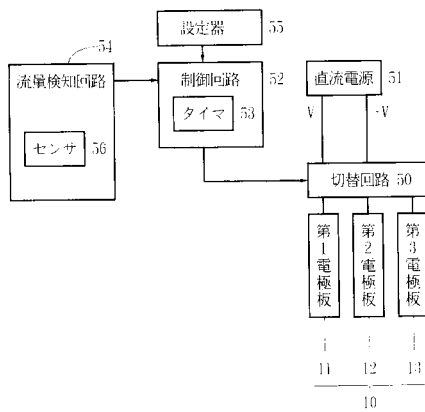 54
設定器 55
流量検知回路
制御回路 52
直流電源 51
タイマ 53
V -V
センサ 56
切替回路 50
第1電極板
第2電極板
第3電極板
11 12 13
10